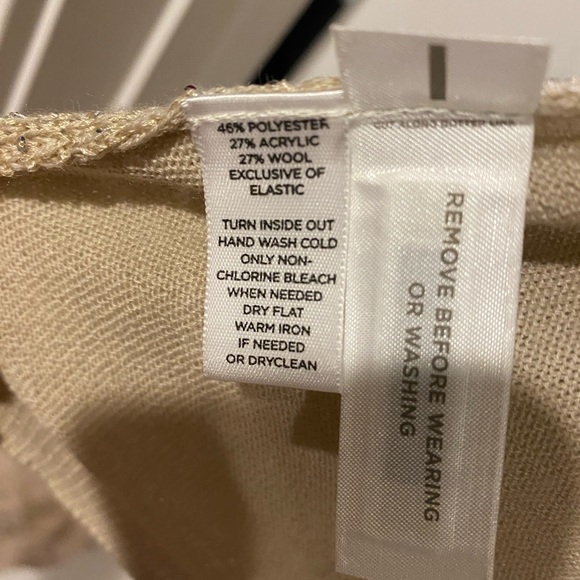 46% POLYESTER
27% ACRYLIC
27% WOOL
EXCLUSIVE OF
ELASTIC
TURN INSIDE OUT
HAND WASH COLD
ONLY NON-
CHLORINE BLEACH
WHEN NEEDED
DRY FLAT
WARM IRON
IF NEEDED
OR DRYCLEAN
REMOVE BEFORE WEARING
OR WASHING